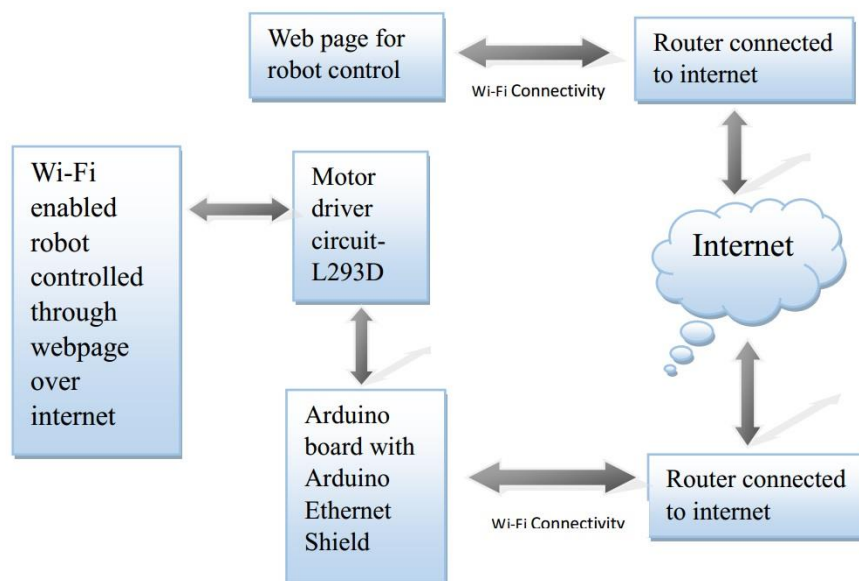 Web page for
robot control
Wi-Fi Connectivity
Router connected
to internet
Wi-Fi
enabled
robot
controlled
through
webpage
over
internet
Motor
driver
circuit-
L293D
Internet
Arduino
board with
Arduino
Ethernet
Shield
Wi-Fi Connectivity
Router connected
to internet